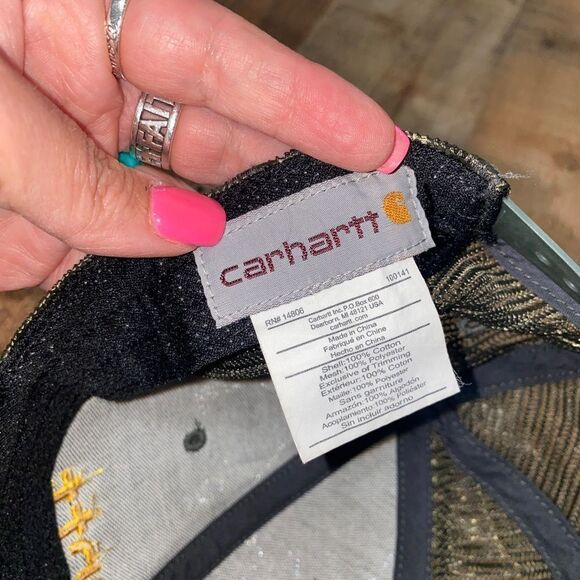 FAIT
carhartt
RN# 14806
100141
Carhartt Inc. P.O.Box 600
Dearborn, MI 48121 USA
carhartt.com
Made in China
Fabriqué en Chine
Hecho en China
Shell:100% Cotton
Mesh:100% Polyester
Exclusive of Trimming
Extérieur:100% Coton
Maille:100% Polyester
Sans garniture
Armazón:100% Algodón
Acoplamiento:100% Poliéster
Sin incluir adorno